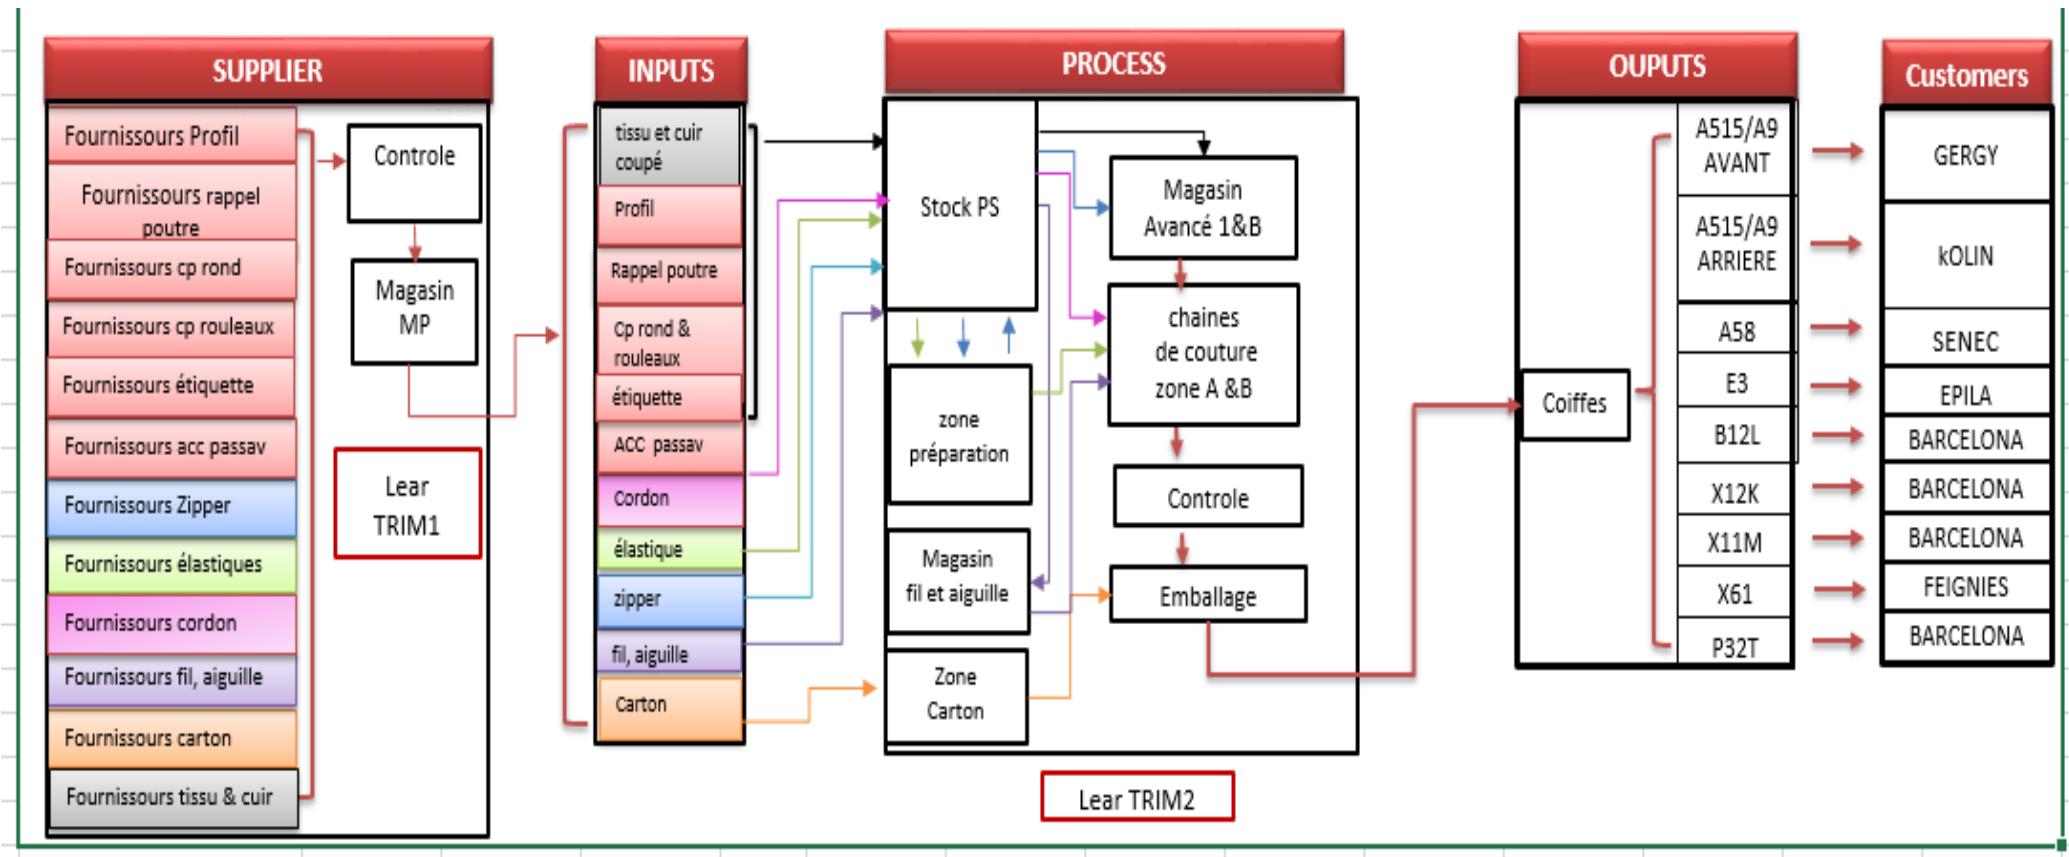 SUPPLIER
Fournissours Profil
Fournissours rappel
poutre
Fournissours cp rond
Fournissours cp rouleaux
Fournissours étiquette
Fournissours acc passav
Fournissours Zipper
Fournissours élastiques
Fournissours cordon
Fournissours fil, aiguille
Fournissours carton
Fournissours tissu & cuir
Controle
Magasin
MP
Lear
TRIM1
INPUTS
tissu et cuir
coupé
Profil
Rappel poutre
Cp rond &
rouleaux
étiquette
ACC passav
Cordon
élastique
zipper
fil, aiguille
Carton
PROCESS
Stock PS
zone
préparation
Magasin
fil et aiguille
Zone
Carton
Magasin
Avancé 1&B
chaines
de couture
zone A &B
Controle
Emballage
Lear TRIM2
OUPUTS
Coiffes
A515/A9
AVANT
A515/A9
ARRIERE
A58
E3
B12L
X12K
X11M
X61
P32T
Customers
GERGY
kOLIN
SENEC
EPILA
BARCELONA
BARCELONA
BARCELONA
FEIGNIES
BARCELONA